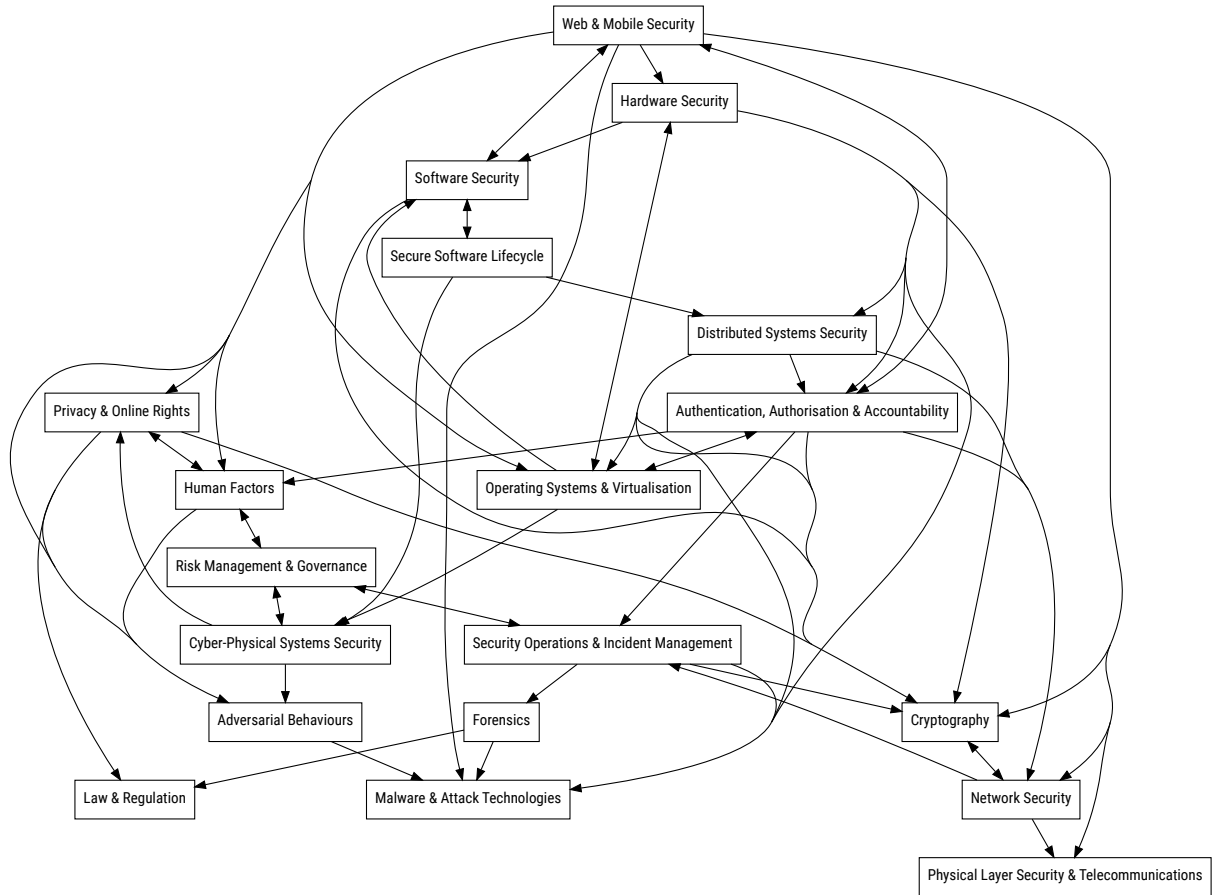 Web & Mobile Security
Hardware Security
Software Security
Secure Software Lifecycle
Distributed Systems Security
Privacy & Online Rights
Authentication, Authorisation & Accountability
Human Factors
Operating Systems & Virtualisation
Risk Management & Governance
Cyber-Physical Systems Security
Security Operations & Incident Management
Adversarial Behaviours
Forensics
Cryptography
Law & Regulation
Malware & Attack Technologies
Network Security
Physical Layer Security & Telecommunications